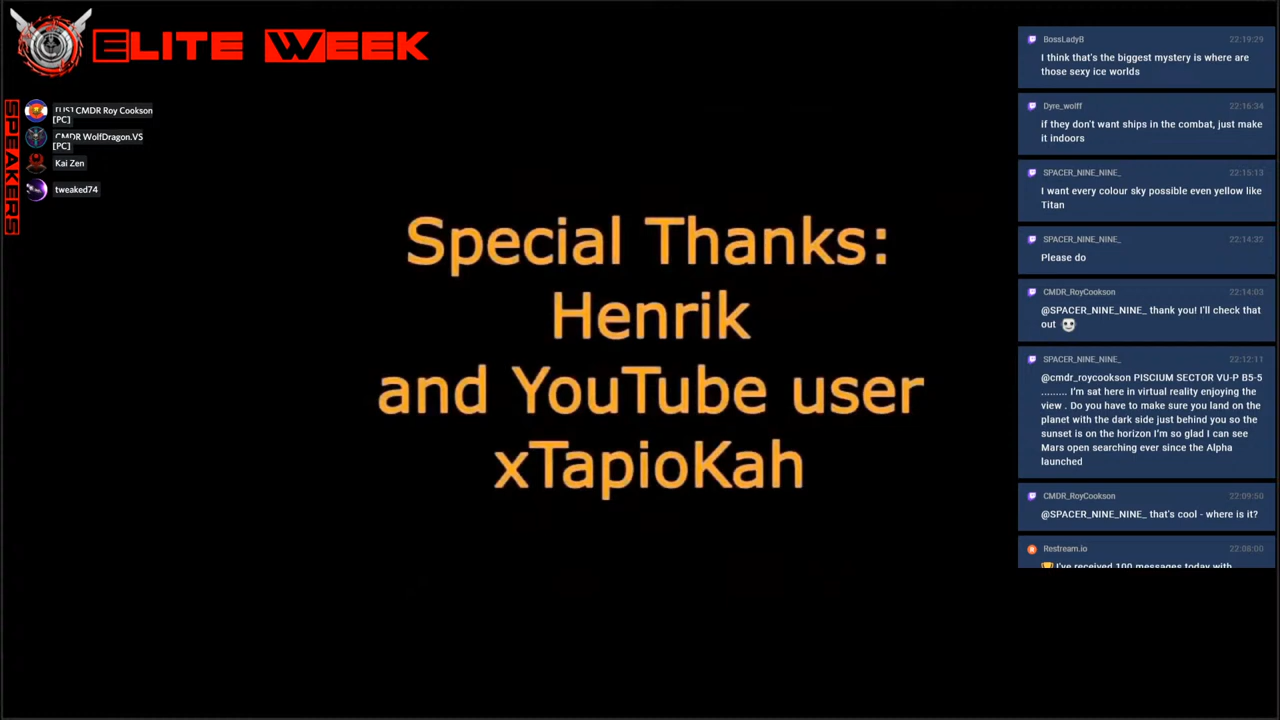 ELITE WEEK
SPEAKERS
[US] CMDR Roy Cookson
[PC]
CMDR WolfDragon.VS
[PC]
Kai Zen
tweaked74
Special Thanks:
Henrik
and YouTube user
xTapioKah
BossLadyB 22:19:29
I think that's the biggest mystery is where are
those sexy ice worlds
Dyre_wolff 22:16:34
if they don't want ships in the combat, just make
it indoors
SPACER_NINE_NINE_ 22:15:13
I want every colour sky possible even yellow like
Titan
SPACER_NINE_NINE_ 22:14:32
Please do
CMDR_RoyCookson 22:14:03
@SPACER_NINE_NINE_ thank you! I'll check that
out
SPACER_NINE_NINE_ 22:12:11
@cmdr_roycookson PISCIUM SECTOR VU-P B5-5
......... I'm sat here in virtual reality enjoying the
view . Do you have to make sure you land on the
planet with the dark side just behind you so the
sunset is on the horizon I'm so glad I can see
Mars open searching ever since the Alpha
launched
CMDR_RoyCookson 22:09:50
@SPACER_NINE_NINE_ that's cool - where is it?
Restream.io 22:08:00
I've received 100 messages today with